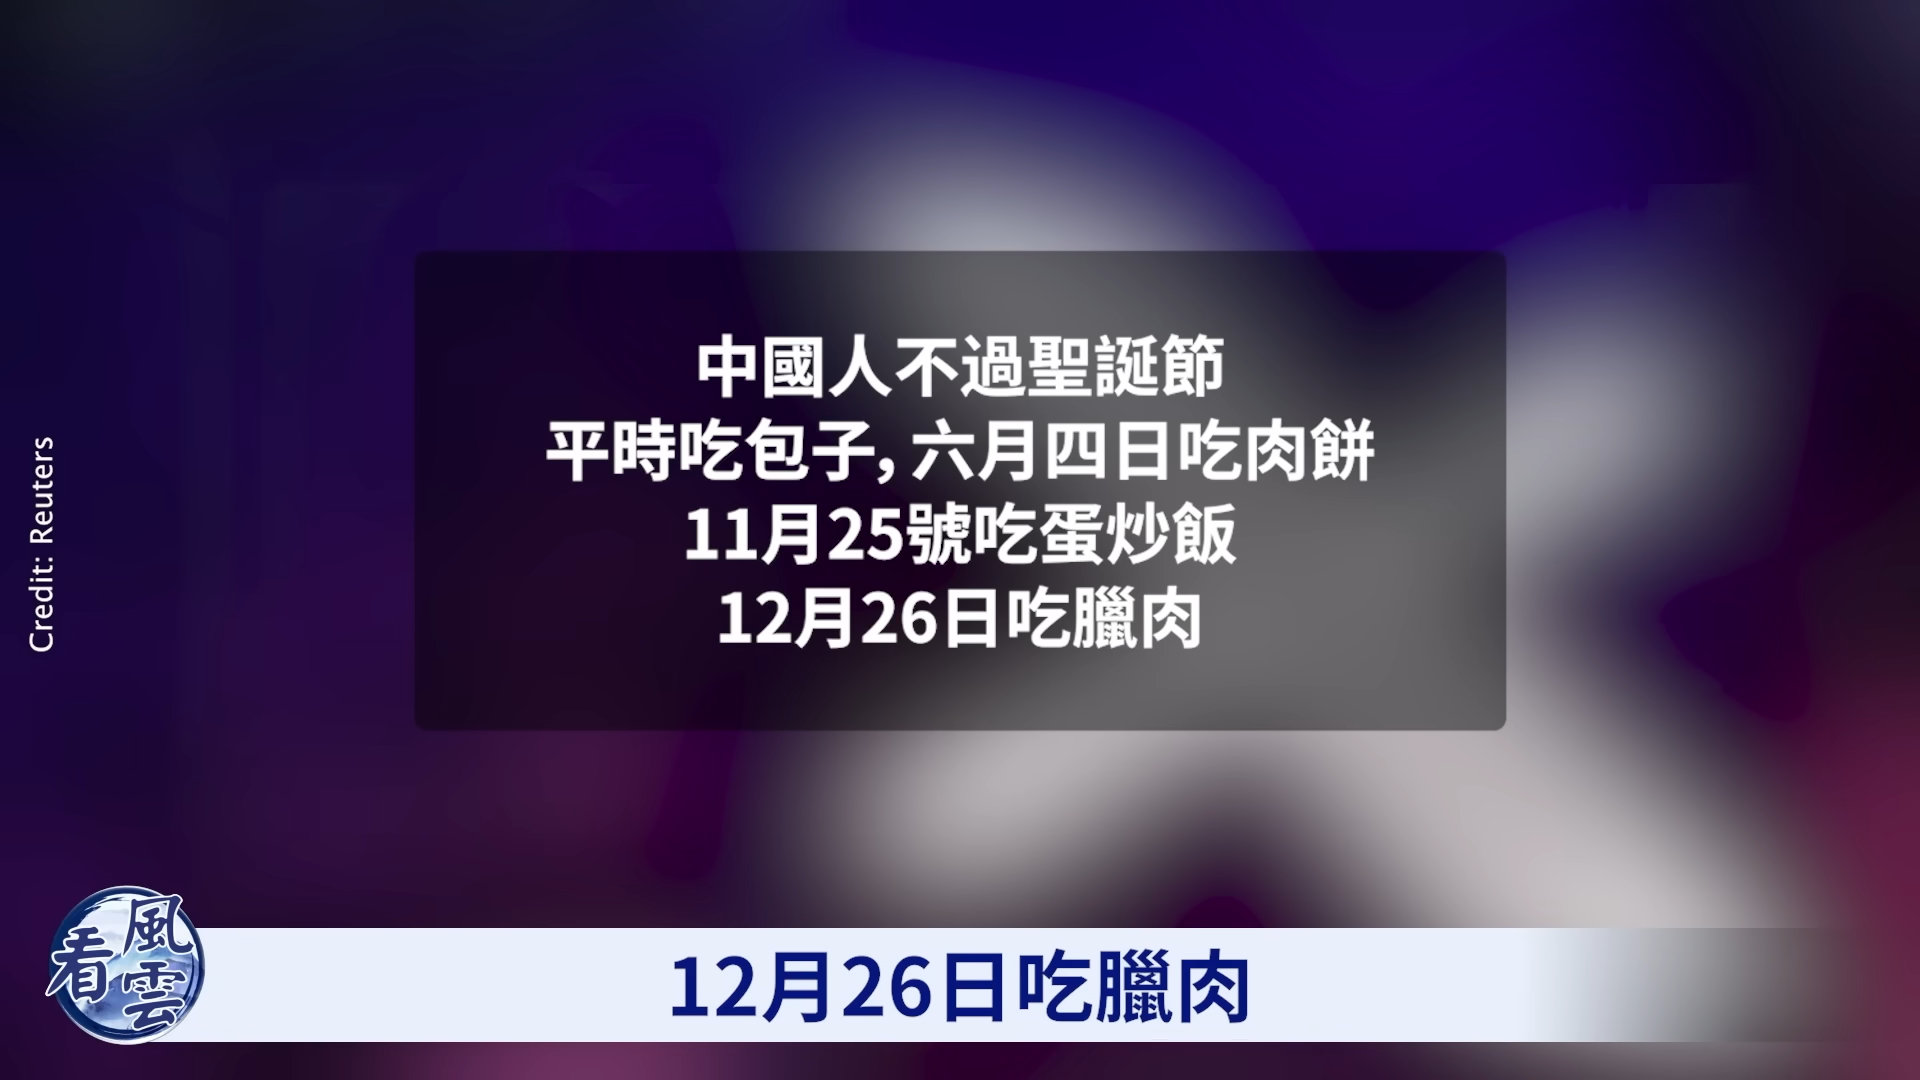 中國人不過聖誕節
平時吃包子，六月四日吃肉餅
11月25號吃蛋炒飯
12月26日吃臘肉
Credit: Reuters
看風雲
12月26日吃臘肉